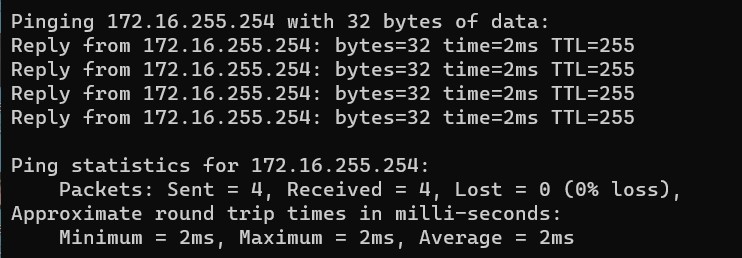 Pinging 172.16.255.254 with 32 bytes of data:
Reply from 172.16.255.254: bytes=32 time=2ms TTL=255
Reply from 172.16.255.254: bytes=32 time=2ms TTL=255
Reply from 172.16.255.254: bytes=32 time=2ms TTL=255
Reply from 172.16.255.254: bytes=32 time=2ms TTL=255

Ping statistics for 172.16.255.254:
    Packets: Sent = 4, Received = 4, Lost = 0 (0% loss),
Approximate round trip times in milli-seconds:
    Minimum = 2ms, Maximum = 2ms, Average = 2ms